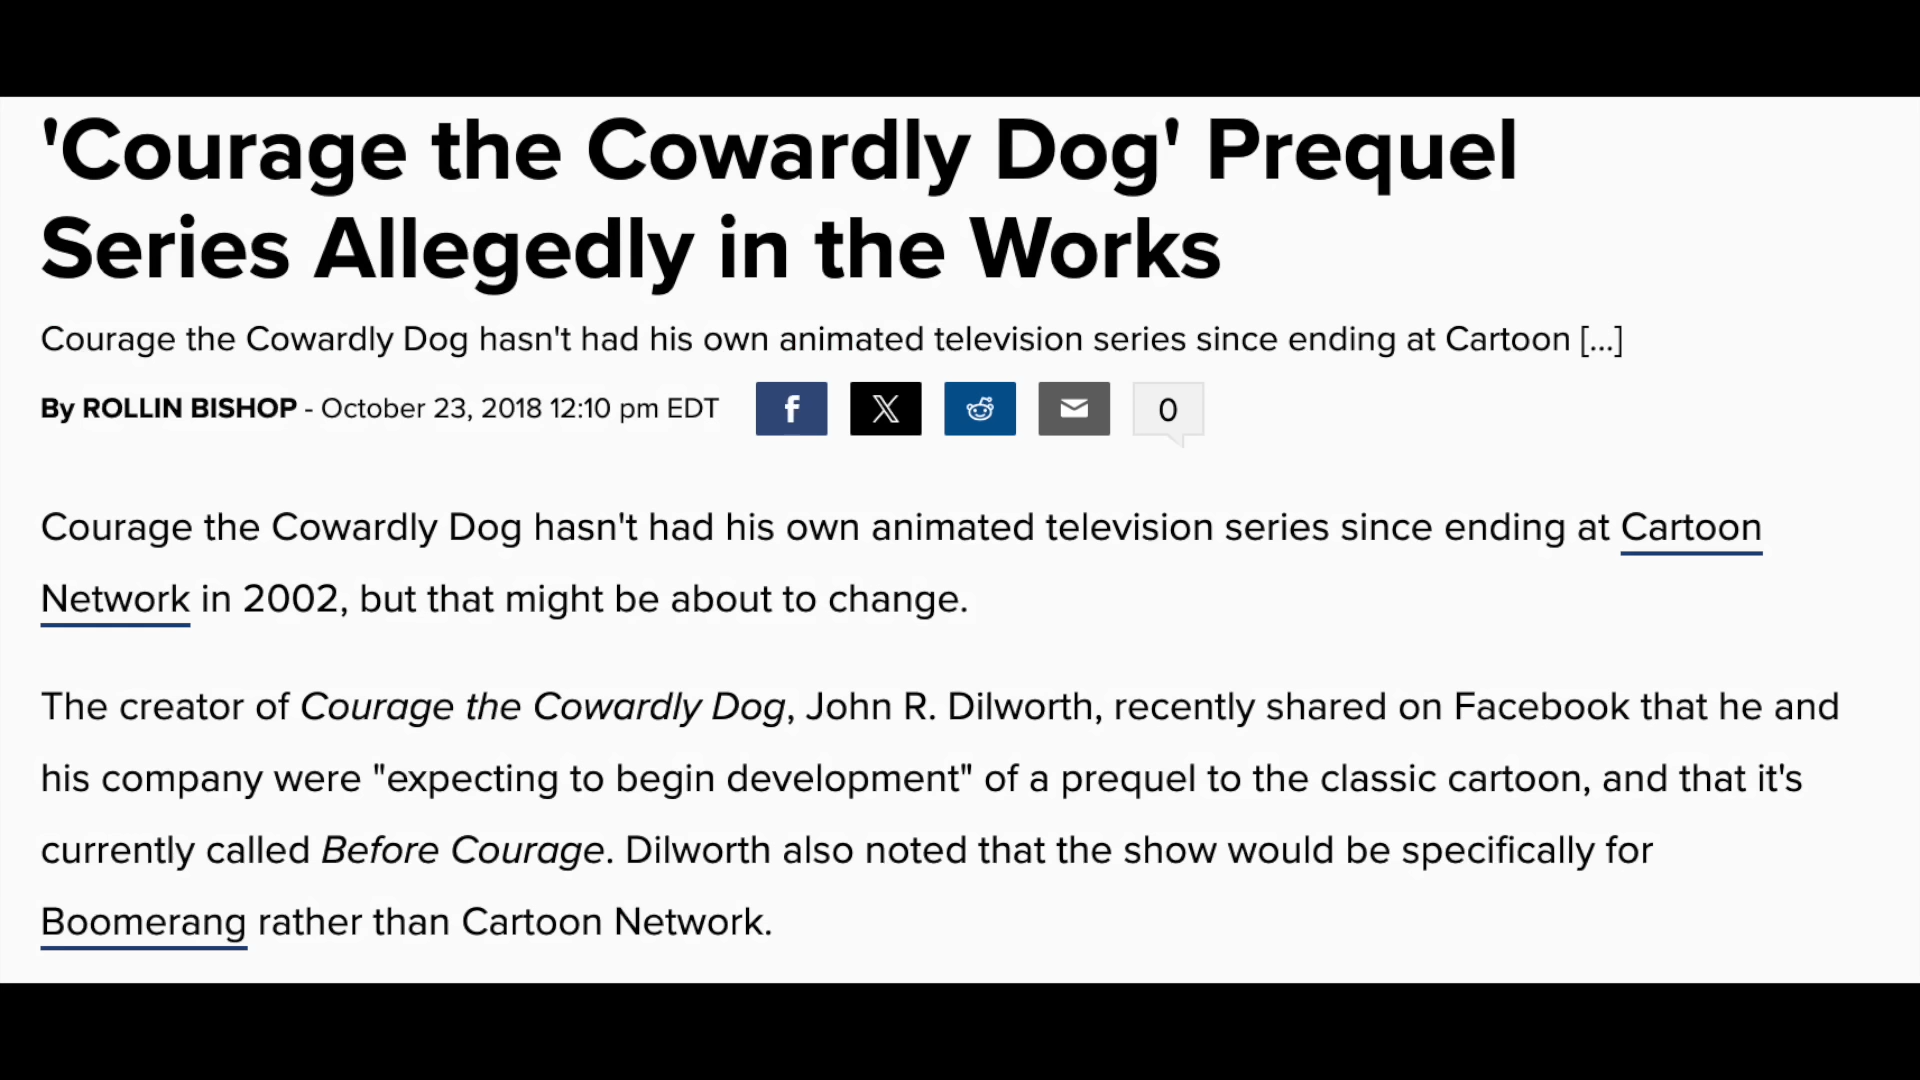 'Courage the Cowardly Dog' Prequel
Series Allegedly in the Works
Courage the Cowardly Dog hasn't had his own animated television series since ending at Cartoon [...]
By ROLLIN BISHOP - October 23, 2018 12:10 pm EDT f X 0
Courage the Cowardly Dog hasn't had his own animated television series since ending at Cartoon
Network in 2002, but that might be about to change.
The creator of Courage the Cowardly Dog, John R. Dilworth, recently shared on Facebook that he and
his company were "expecting to begin development" of a prequel to the classic cartoon, and that it's
currently called Before Courage. Dilworth also noted that the show would be specifically for
Boomerang rather than Cartoon Network.